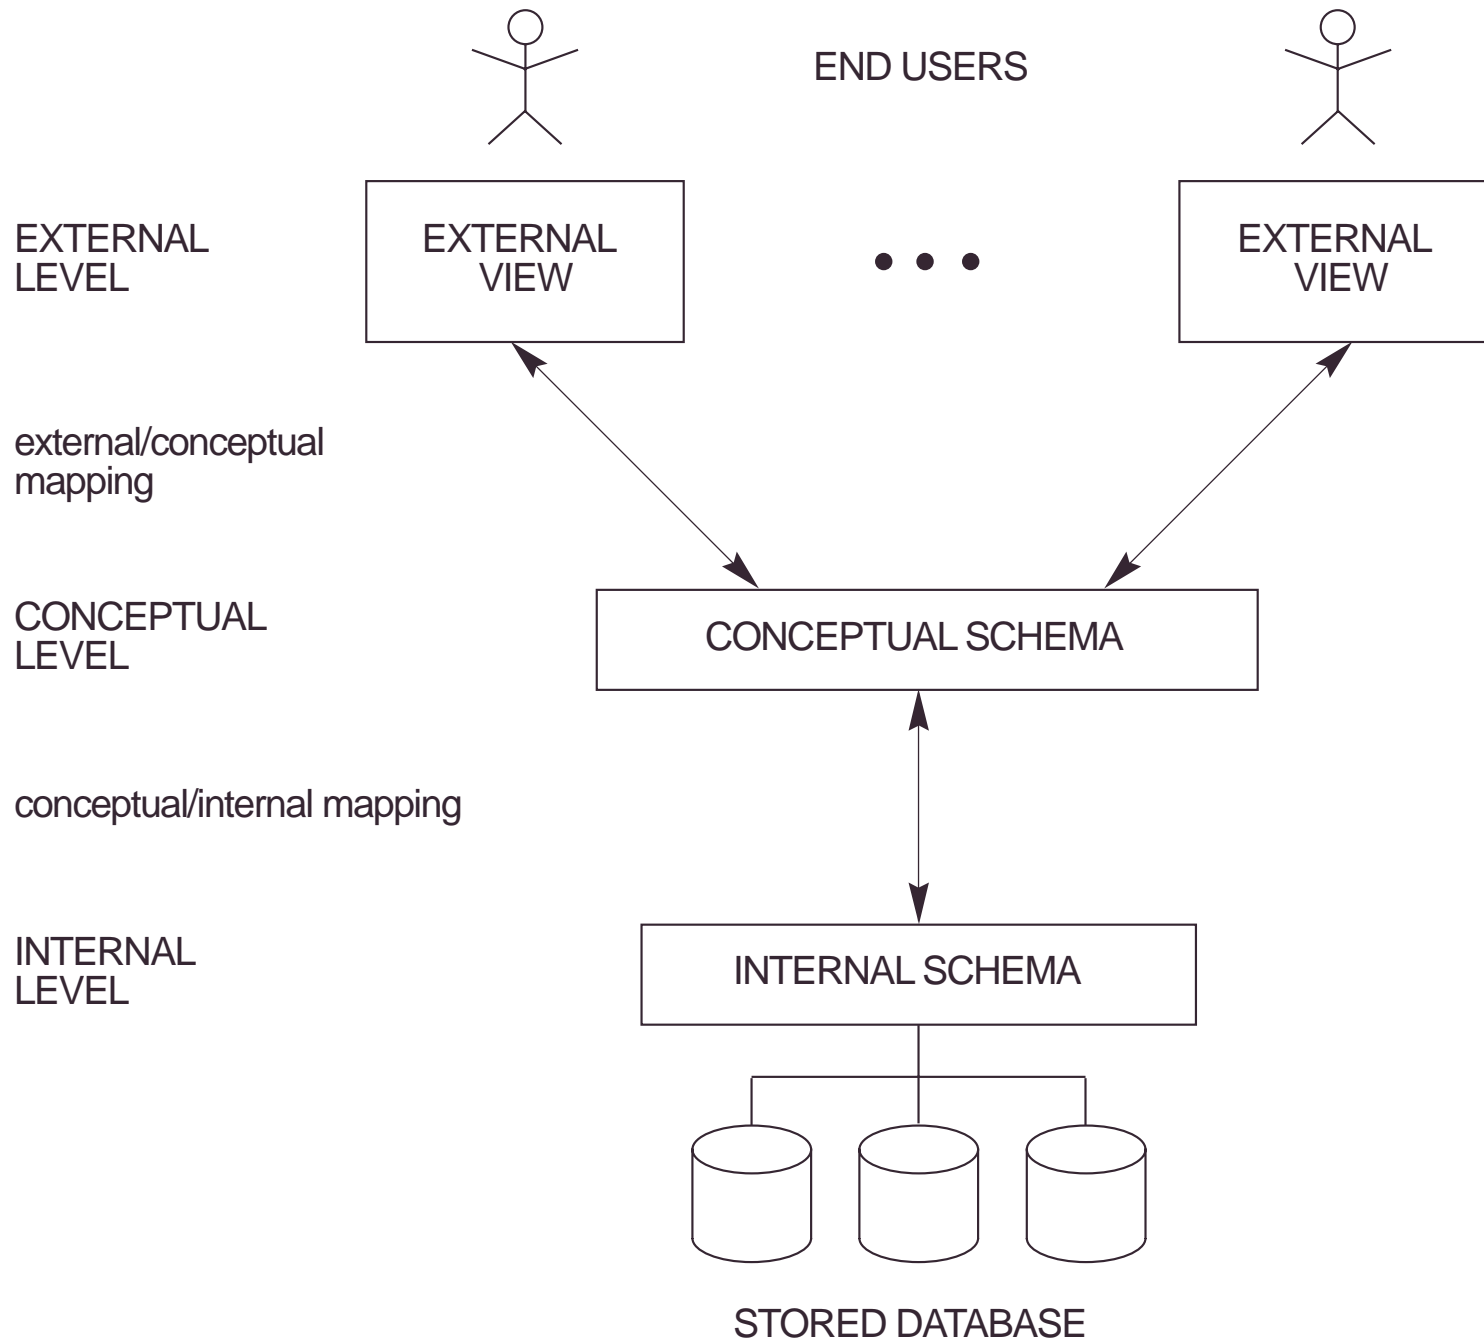 END USERS
EXTERNAL
LEVEL
EXTERNAL
VIEW
EXTERNAL
VIEW
external/conceptual
mapping
CONCEPTUAL
LEVEL
CONCEPTUAL SCHEMA
conceptual/internal mapping
INTERNAL
LEVEL
INTERNAL SCHEMA
STORED DATABASE